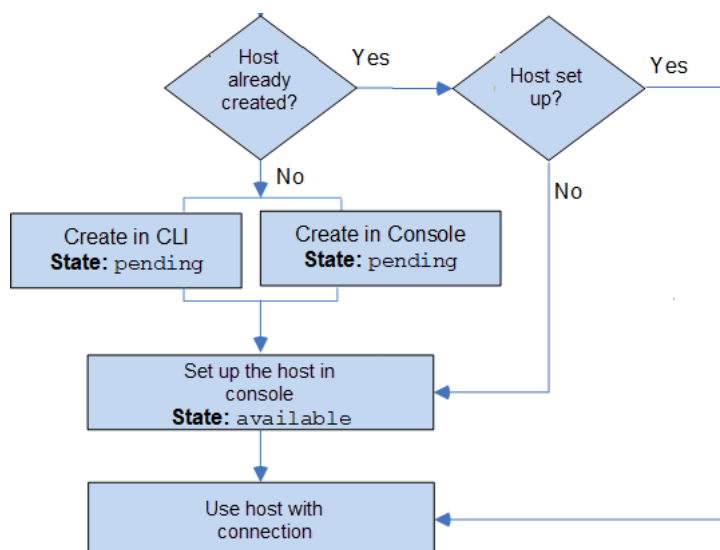 Host
already
created?
Yes
Host set
up?
Yes
No
No
Create in CLI
State: pending
Create in Console
State: pending
Set up the host in
console
State: available
Use host with
connection